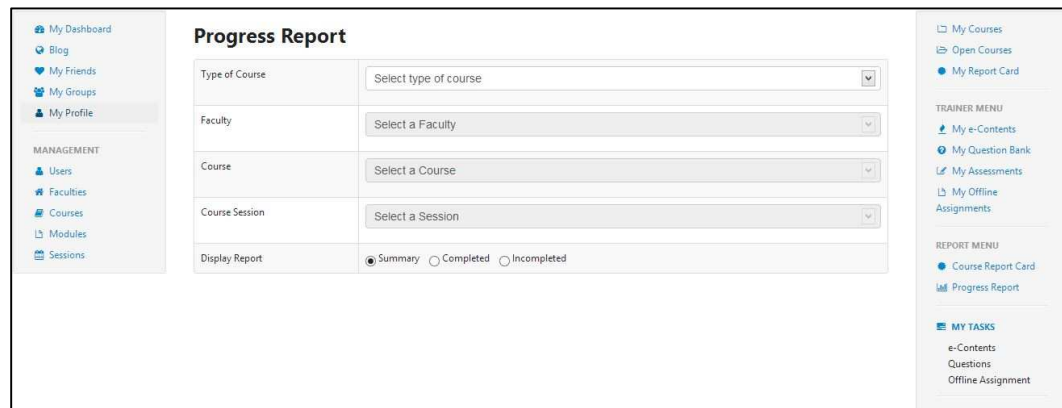 My Dashboard
Blog
My Friends
My Groups
My Profile
MANAGEMENT
Users
Faculties
Courses
Modules
Sessions
Progress Report
Type of Course
Select type of course
Faculty
Select a Faculty
Course
Select a Course
Course Session
Select a Session
Display Report
Summary Completed Incompleted
My Courses
Open Courses
My Report Card
TRAINER MENU
My e-Contents
My Question Bank
My Assessments
My Offline
Assignments
REPORT MENU
Course Report Card
Progress Report
MY TASKS
e-Contents
Questions
Offline Assignment